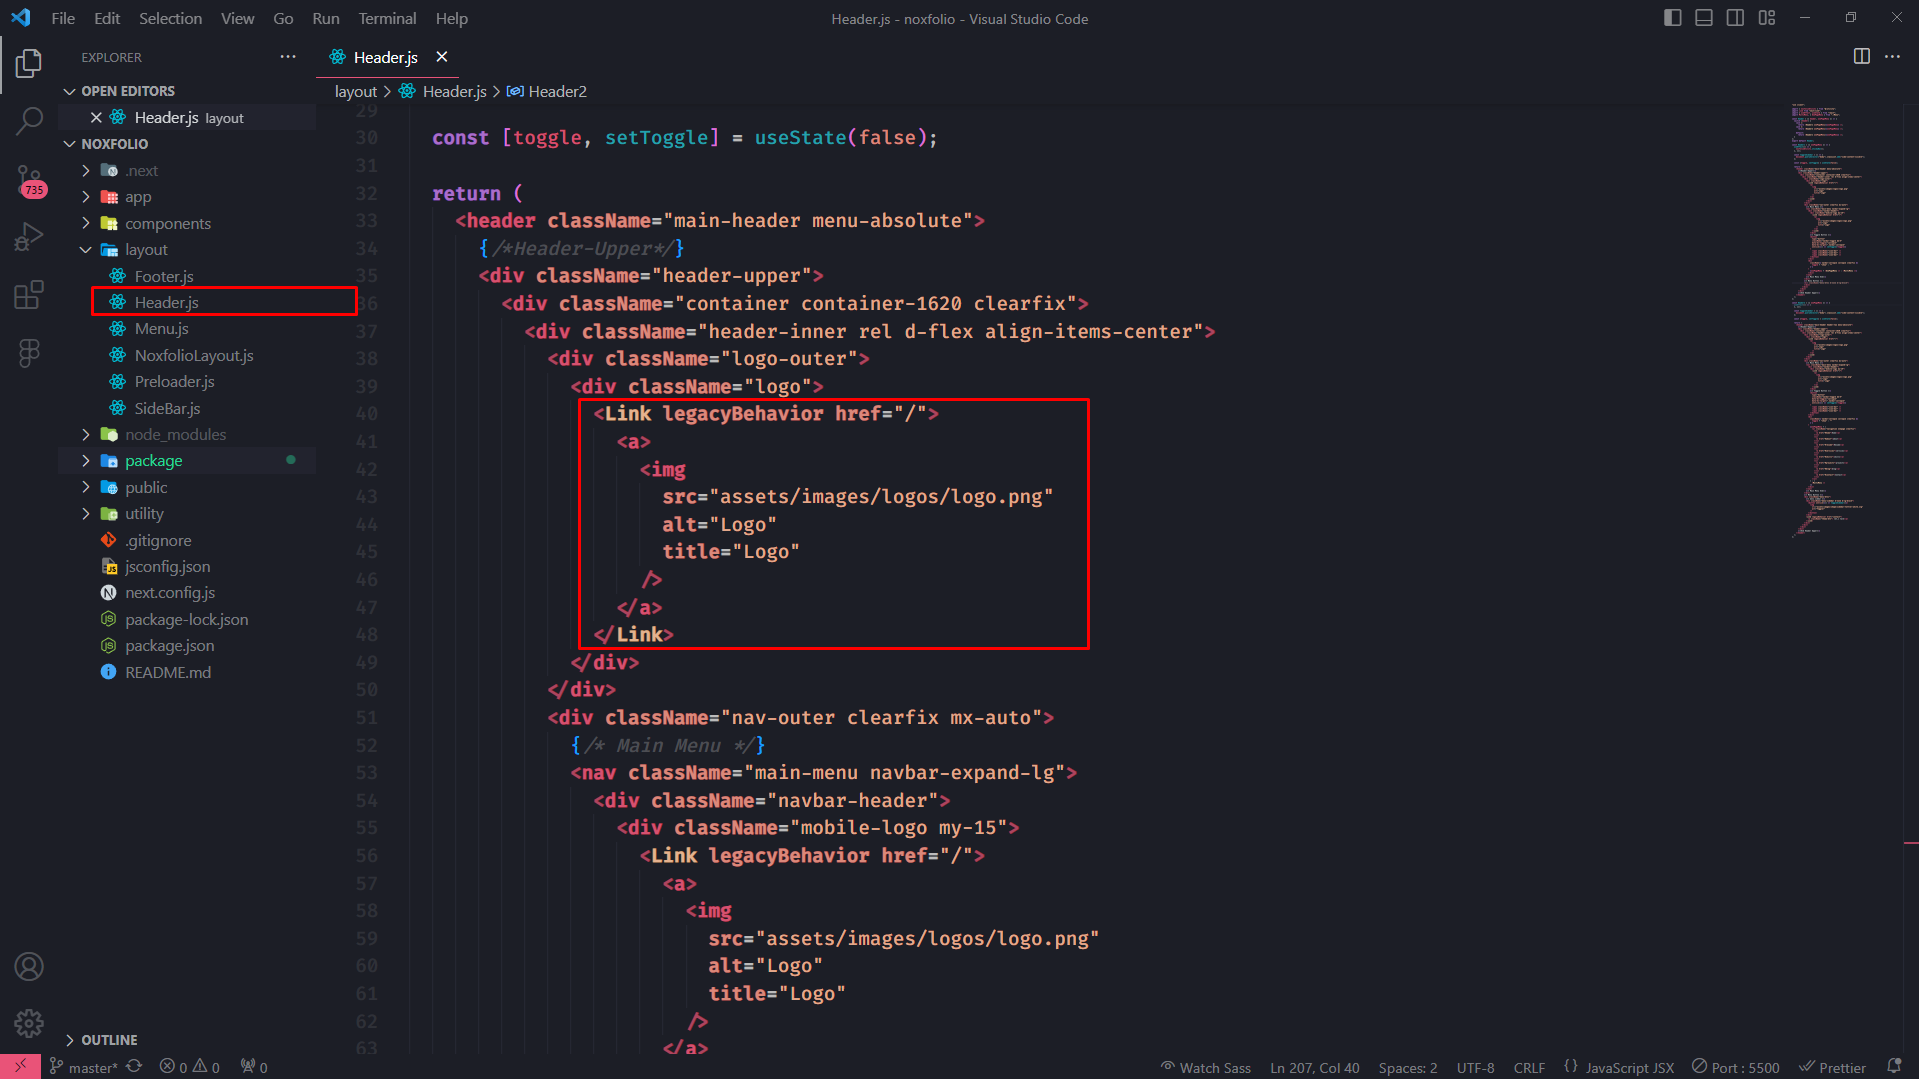 File Edit Selection View Go Run Terminal Help
Header.js - noxfolio - Visual Studio Code
EXPLORER
OPEN EDITORS
Header.js layout
NOXFOLIO
.next
app
components
layout
Footer.js
Header.js
Menu.js
NoxfolioLayout.js
Preloader.js
SideBar.js
node_modules
package
public
utility
.gitignore
jsconfig.json
next.config.js
package-lock.json
package.json
README.md
OUTLINE
735
Header.js
layout > Header.js > Header2
29
30 const [toggle, setToggle] = useState(false);
31
32 return (
33 <header className="main-header menu-absolute">
34 {/*Header-Upper*/}
35 <div className="header-upper">
36 <div className="container container-1620 clearfix">
37 <div className="header-inner rel d-flex align-items-center">
38 <div className="logo-outer">
39 <div className="logo">
40 <Link legacyBehavior href="/">
41 <a>
42 <img
43 src="assets/images/logos/logo.png"
44 alt="Logo"
45 title="Logo"
46 />
47 </a>
48 </Link>
49 </div>
50 </div>
51 <div className="nav-outer clearfix mx-auto">
52 {/* Main Menu */}
53 <nav className="main-menu navbar-expand-lg">
54 <div className="navbar-header">
55 <div className="mobile-logo my-15">
56 <Link legacyBehavior href="/">
57 <a>
58 <img
59 src="assets/images/logos/logo.png"
60 alt="Logo"
61 title="Logo"
62 />
63 </a>
master* 0 0 0
Watch Sass Ln 207, Col 40 Spaces: 2 UTF-8 CRLF {} JavaScript JSX Port : 5500 Prettier